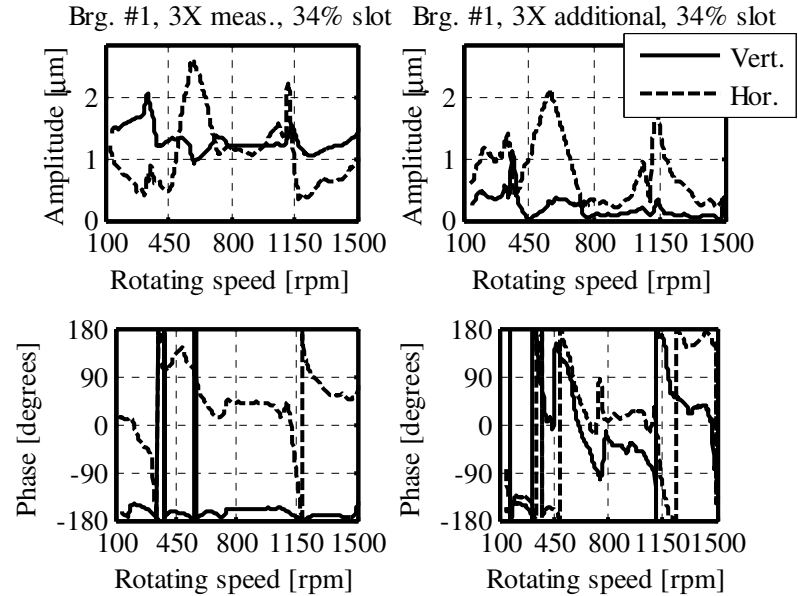 Brg. #1, 3X meas., 34% slot
Brg. #1, 3X additional, 34% slot
Amplitude [μm]
2
1
0
100 450 800 1150 1500
Rotating speed [rpm]
Amplitude [μm]
2
1
0
100 450 800 1150 1500
Rotating speed [rpm]
Vert.
Hor.
Phase [degrees]
180
90
0
-90
-180
100 450 800 1150 1500
Rotating speed [rpm]
Phase [degrees]
180
90
0
-90
-180
100 450 800 1150 1500
Rotating speed [rpm]